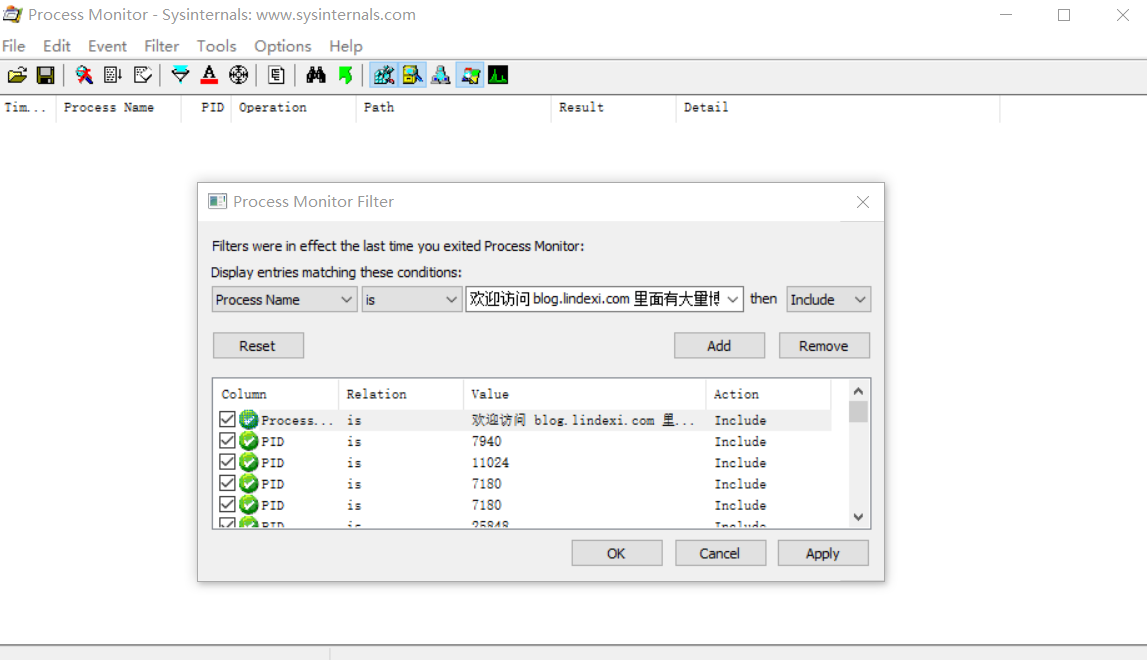 Process Monitor - Sysinternals: www.sysinternals.com
File Edit Event Filter Tools Options Help
Tim... Process Name PID Operation Path Result Detail
Process Monitor Filter
Filters were in effect the last time you exited Process Monitor:
Display entries matching these conditions:
Process Name is 欢迎访问 blog.lindexi.com 里面有大量博 then Include
Reset Add Remove
Column Relation Value Action
Process... is 欢迎访问 blog.lindexi.com 里... Include
PID is 7940 Include
PID is 11024 Include
PID is 7180 Include
PID is 7180 Include
PID is 25848 Include
OK Cancel Apply